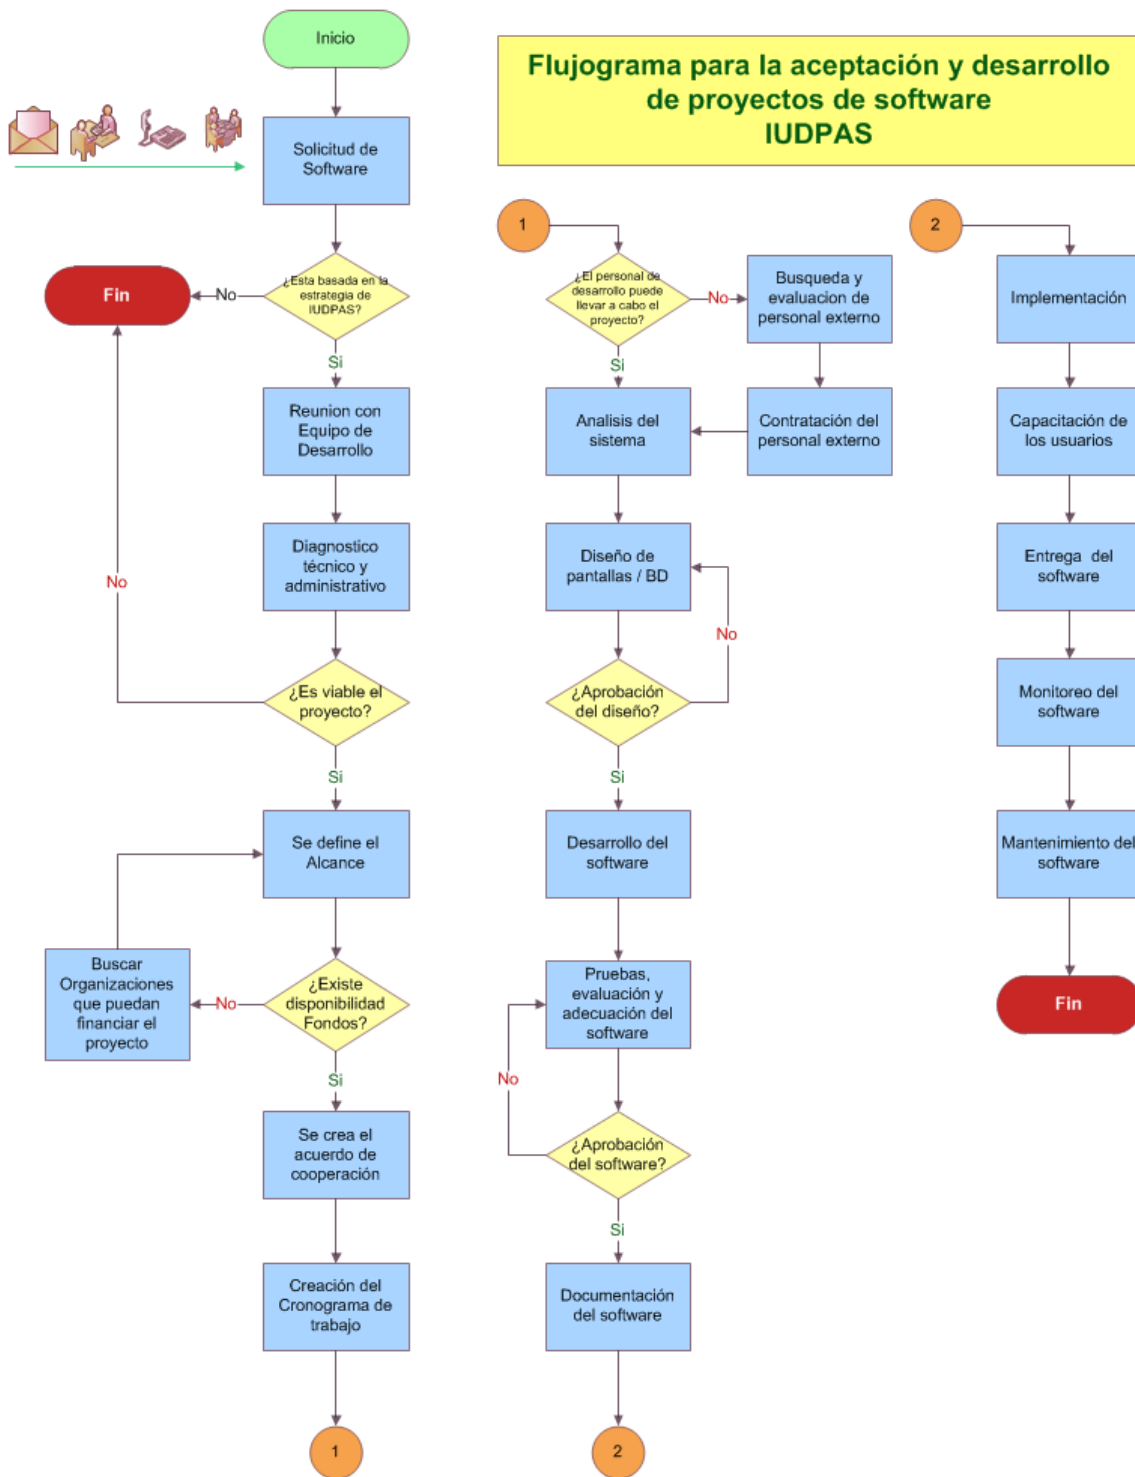 Inicio
Flujograma para la aceptación y desarrollo
de proyectos de software
IUDPAS
Solicitud de
Software
¿Esta basada en la
estrategia de
IUDPAS?
No
Fin
Si
Reunion con
Equipo de
Desarrollo
Diagnostico
técnico y
administrativo
¿Es viable el
proyecto?
No
Si
Se define el
Alcance
¿Existe
disponibilidad
Fondos?
No
Buscar
Organizaciones
que puedan
financiar el
proyecto
Si
Se crea el
acuerdo de
cooperación
Creación del
Cronograma de
trabajo
1
1
¿El personal de
desarrollo puede
llevar a cabo el
proyecto?
No
Busqueda y
evaluacion de
personal externo
Contratación del
personal externo
Si
Analisis del
sistema
Diseño de
pantallas / BD
¿Aprobación
del diseño?
No
Si
Desarrollo del
software
Pruebas,
evaluación y
adecuación del
software
¿Aprobación
del software?
No
Si
Documentación
del software
2
2
Implementación
Capacitación de
los usuarios
Entrega del
software
Monitoreo del
software
Mantenimiento del
software
Fin